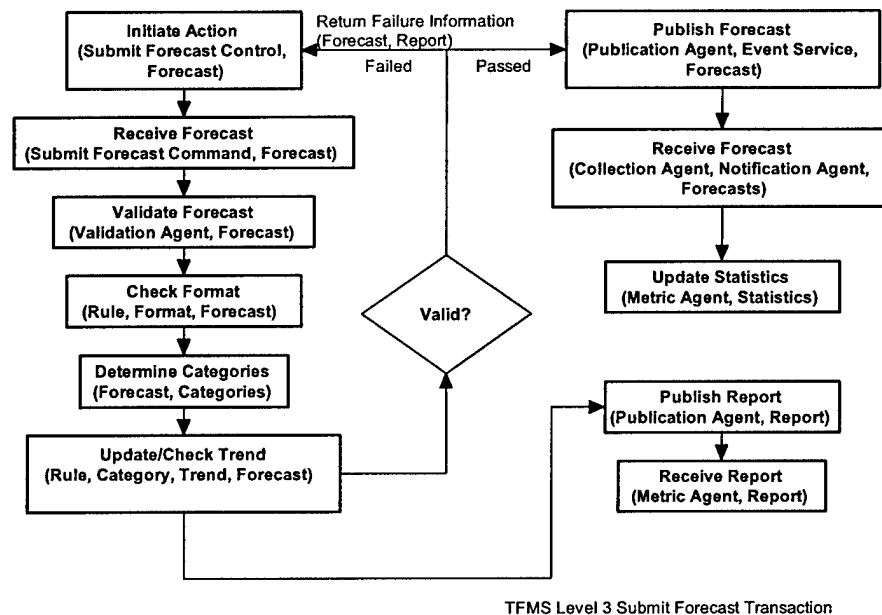 Initiate Action
(Submit Forecast Control,
Forecast)
Return Failure Information
(Forecast, Report)
Failed
Passed
Publish Forecast
(Publication Agent, Event Service,
Forecast)
Receive Forecast
(Submit Forecast Command, Forecast)
Receive Forecast
(Collection Agent, Notification Agent,
Forecasts)
Validate Forecast
(Validation Agent, Forecast)
Check Format
(Rule, Format, Forecast)
Valid?
Update Statistics
(Metric Agent, Statistics)
Determine Categories
(Forecast, Categories)
Update/Check Trend
(Rule, Category, Trend, Forecast)
Publish Report
(Publication Agent, Report)
Receive Report
(Metric Agent, Report)
TFMS Level 3 Submit Forecast Transaction